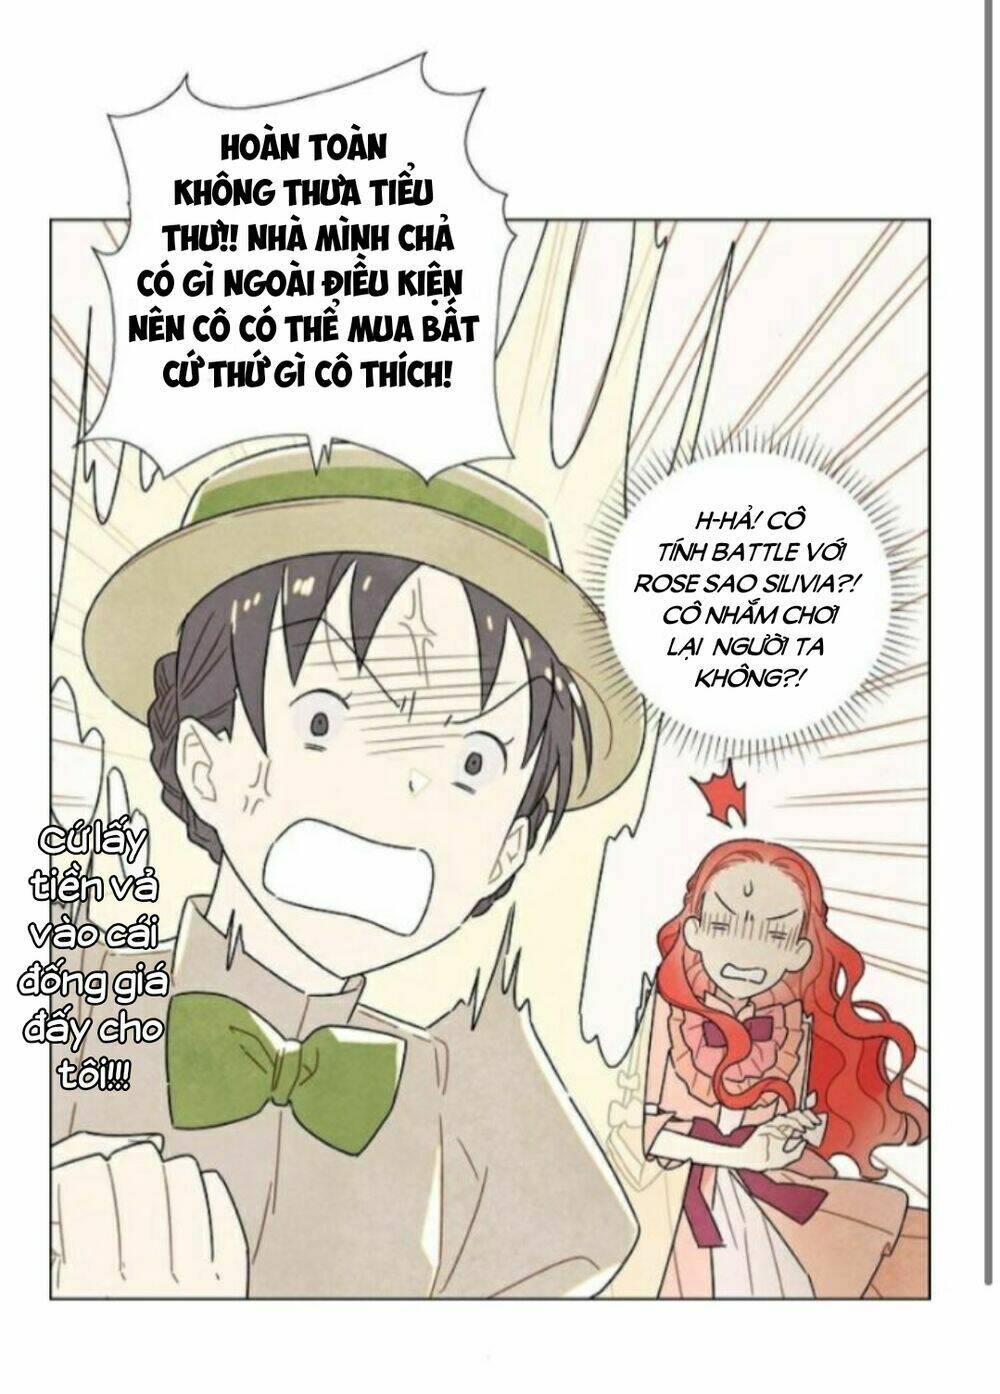 HOÀN TOÀN
KHÔNG THƯA TIỂU
THƯ!! NHÀ MÌNH CHẢ
CÓ GÌ NGOÀI ĐIỀU KIỆN
NÊN CÔ CÓ THỂ MUA BẤT
CỨ THỨ GÌ CÔ THÍCH!
H-HẢ! CÔ
TÍNH BATTLE VỚI
ROSE SAO SILIVIA?!
CÔ NHẮM CHƠI
LẠI NGƯỜI TA
KHÔNG?!
Cứ lấy
tiền vả
vào cái
đống giá
đấy cho
tôi!!!